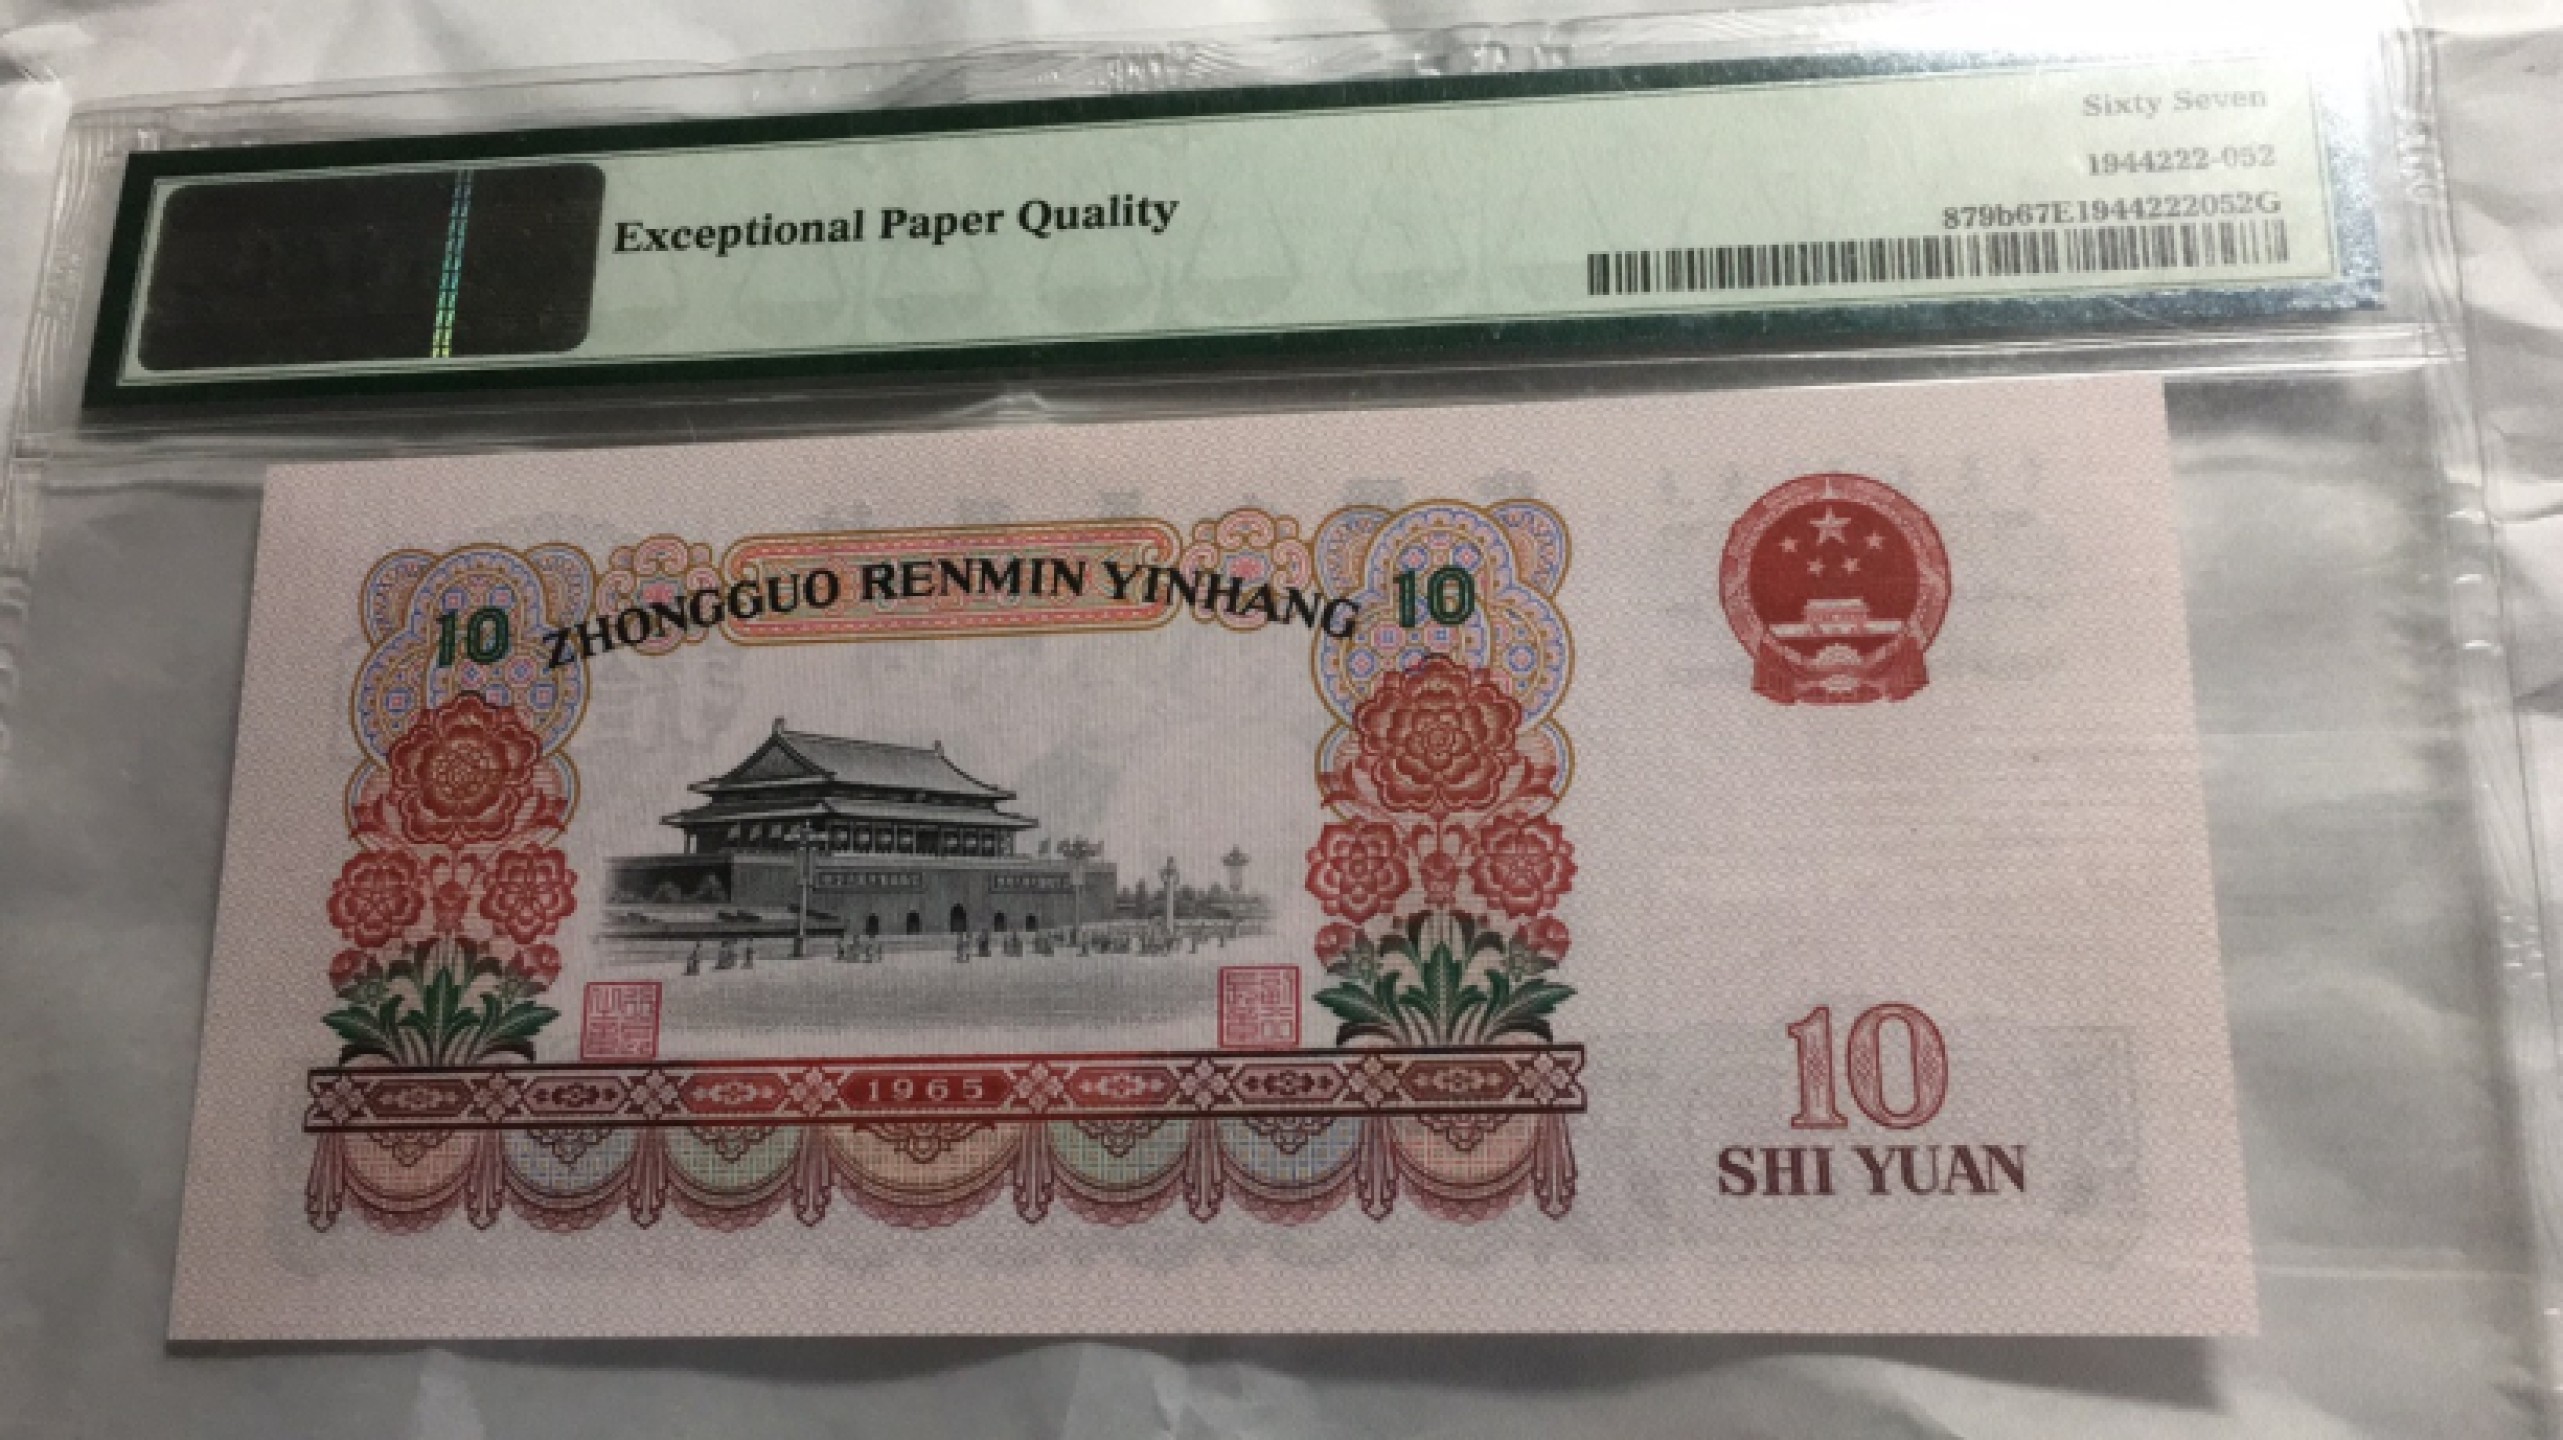 Sixty Seven
1944222-052
Exceptional Paper Quality
879b67E1944222052G
10 ZHONGGUO RENMIN YINHANG 10
1965
10
SHI YUAN